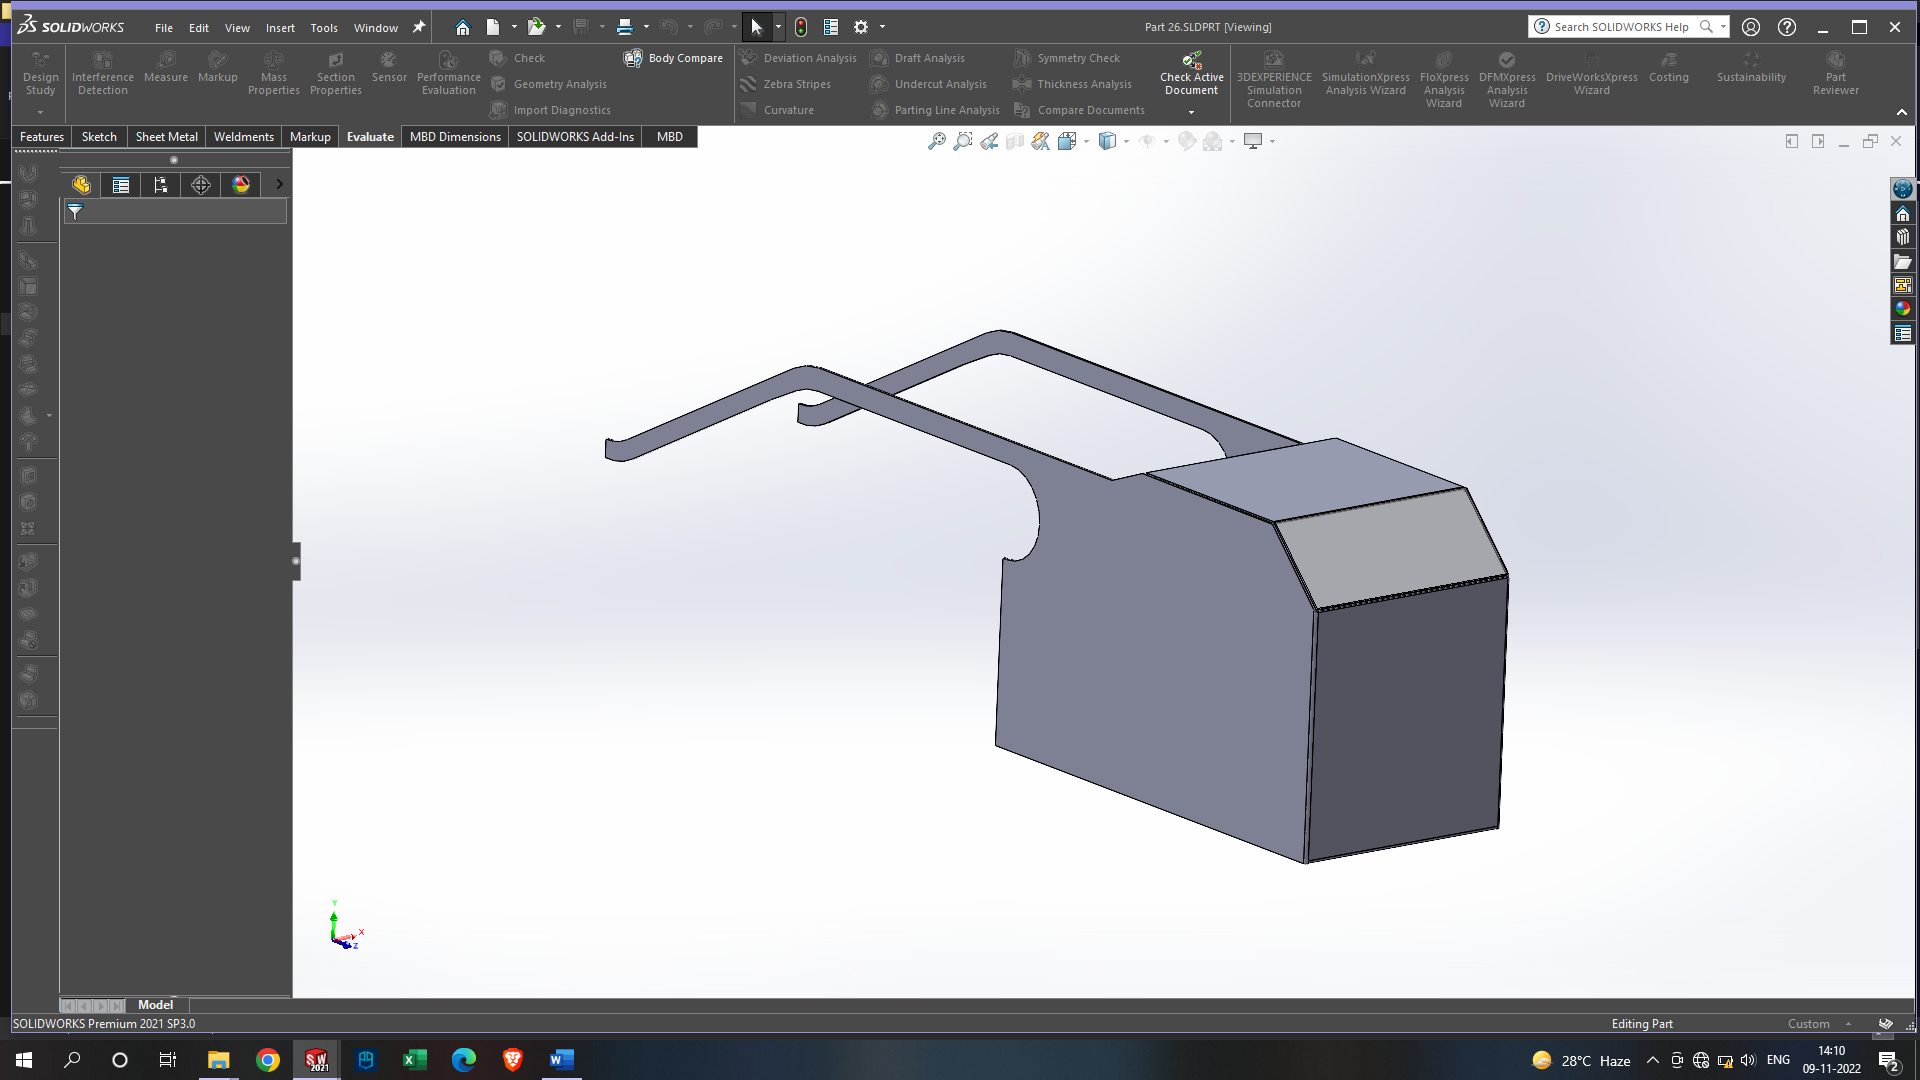 SOLIDWORKS File Edit View Insert Tools Window Part 26.SLDPRT [Viewing] Search SOLIDWORKS Help
Design Study
Interference Detection
Measure
Markup
Mass Properties
Section Properties
Sensor
Performance Evaluation
Check
Geometry Analysis
Import Diagnostics
Body Compare
Deviation Analysis
Zebra Stripes
Curvature
Draft Analysis
Undercut Analysis
Parting Line Analysis
Symmetry Check
Thickness Analysis
Compare Documents
Check Active Document
3DEXPERIENCE Simulation Connector
SimulationXpress Analysis Wizard
FloXpress Analysis Wizard
DFMXpress Analysis Wizard
DriveWorksXpress Wizard
Costing
Sustainability
Part Reviewer
Features Sketch Sheet Metal Weldments Markup Evaluate MBD Dimensions SOLIDWORKS Add-Ins MBD
Y
X
Z
Model
SOLIDWORKS Premium 2021 SP3.0 Editing Part Custom
SW 2021
28°C Haze ENG 14:10
09-11-2022 2